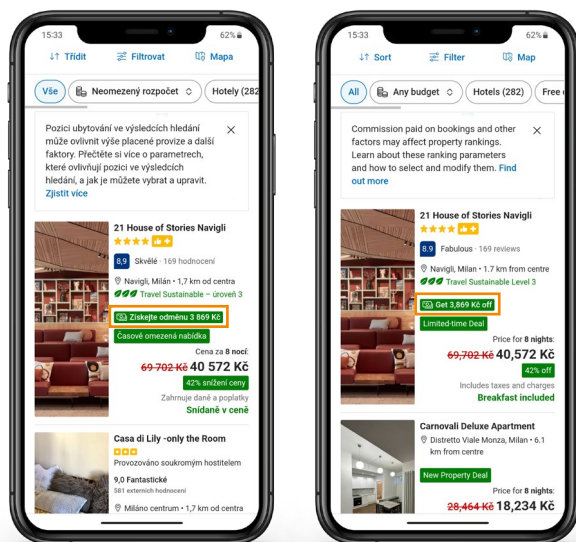 15:33
62%
↓↑ Třídit
Filtrovat
Mapa
Vše
Neomezený rozpočet
Hotely (282
Pozici ubytování ve výsledcích hledání
může ovlivnit výše placené provize a další
faktory. Přečtěte si více o parametrech,
které ovlivňují pozici ve výsledcích
hledání, a jak je můžete vybrat a upravit.
Zjistit více
21 House of Stories Navigli
8,9 Skvělé · 169 hodnocení
Navigli, Milán • 1,7 km od centra
Travel Sustainable – úroveň 3
Získejte odměnu 3 869 Kč
Časově omezená nabídka
Cena za 8 nocí:
69 702 Kč 40 572 Kč
42% snížení ceny
Zahrnuje daně a poplatky
Snídaně v ceně
Casa di Lily -only the Room
Provozováno soukromým hostitelem
9,0 Fantastické
581 externích hodnocení
Miláno centrum • 1,7 km od centra
15:33
62%
↓↑ Sort
Filter
Map
All
Any budget
Hotels (282)
Free
Commission paid on bookings and other
factors may affect property rankings.
Learn about these ranking parameters
and how to select and modify them. Find
out more
21 House of Stories Navigli
8.9 Fabulous · 169 reviews
Navigli, Milan • 1.7 km from centre
Travel Sustainable Level 3
Get 3,869 Kč off
Limited-time Deal
Price for 8 nights:
69,702 Kč 40,572 Kč
42% off
Includes taxes and charges
Breakfast included
Carnovali Deluxe Apartment
Distretto Viale Monza, Milan • 6.1
km from centre
New Property Deal
Price for 8 nights:
28,464 Kč 18,234 Kč